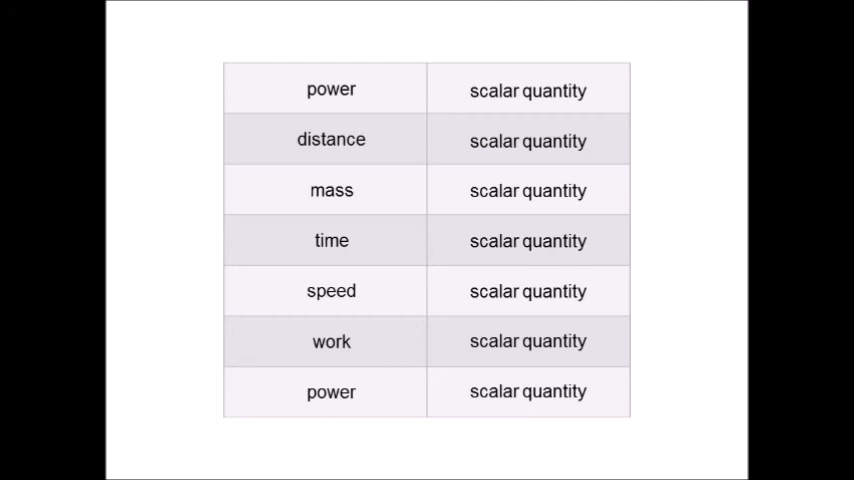 power scalar quantity
distance scalar quantity
mass scalar quantity
time scalar quantity
speed scalar quantity
work scalar quantity
power scalar quantity